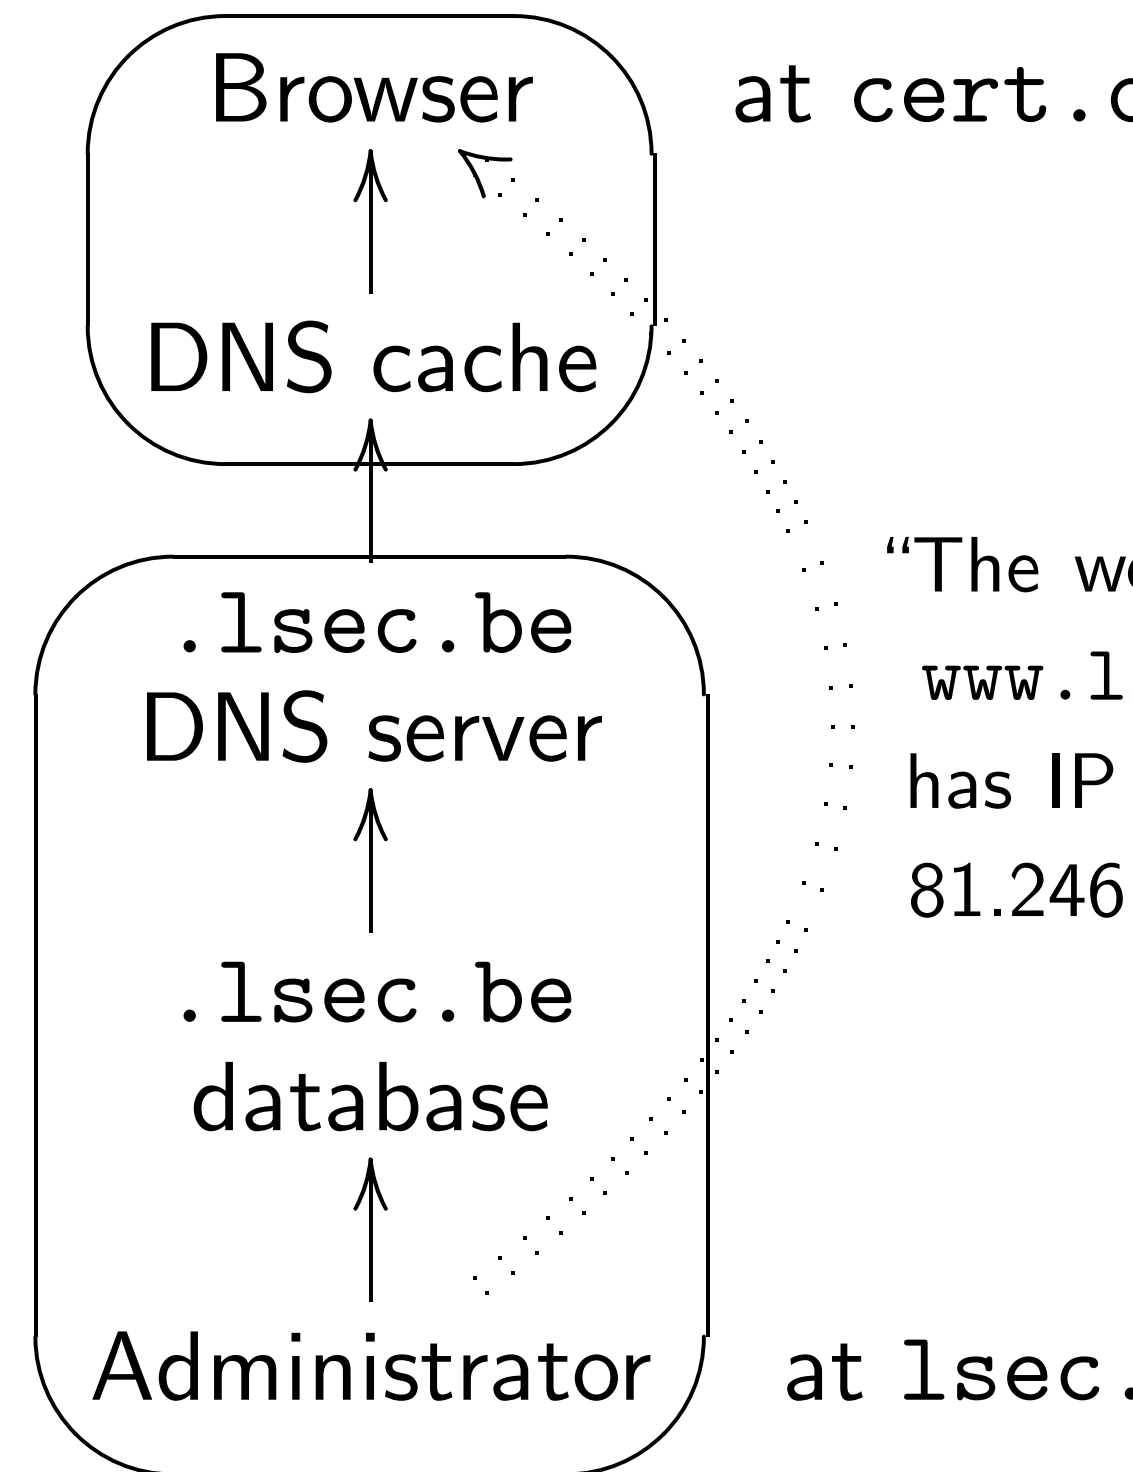 Browser at cert.
DNS cache
“The
.lsec.be
DNS server
www.l
has IP
81.246
.lsec.be
database
Administrator at lsec.